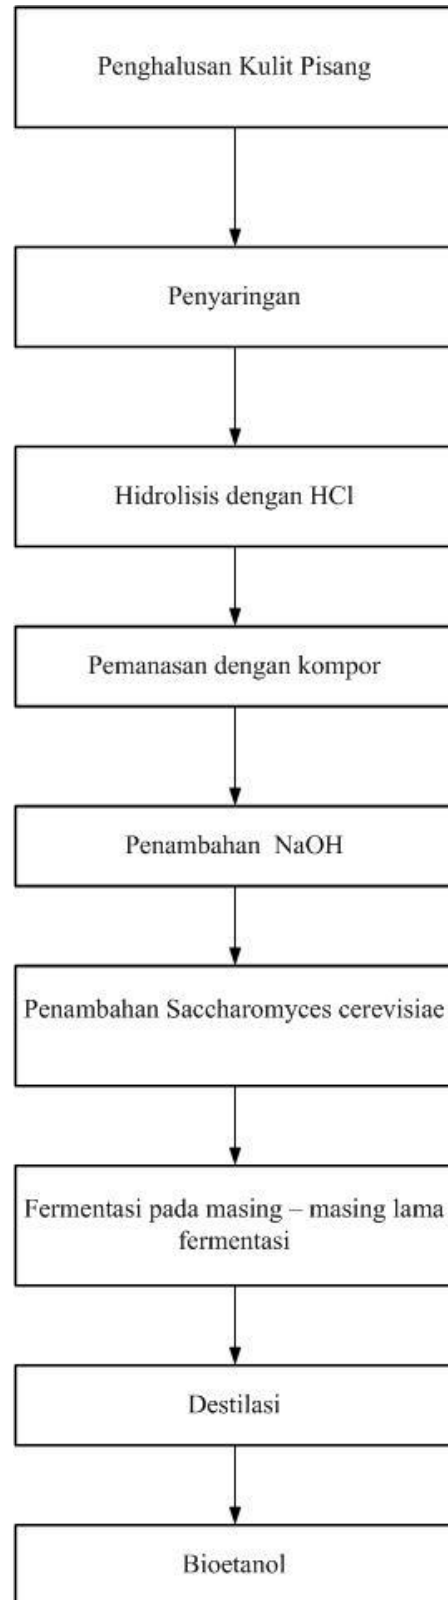 Penghalusan Kulit Pisang
Penyaringan
Hidrolisis dengan HCl
Pemanasan dengan kompor
Penambahan  NaOH
Penambahan Saccharomyces cerevisiae
Fermentasi pada masing – masing lama
fermentasi
Destilasi
Bioetanol